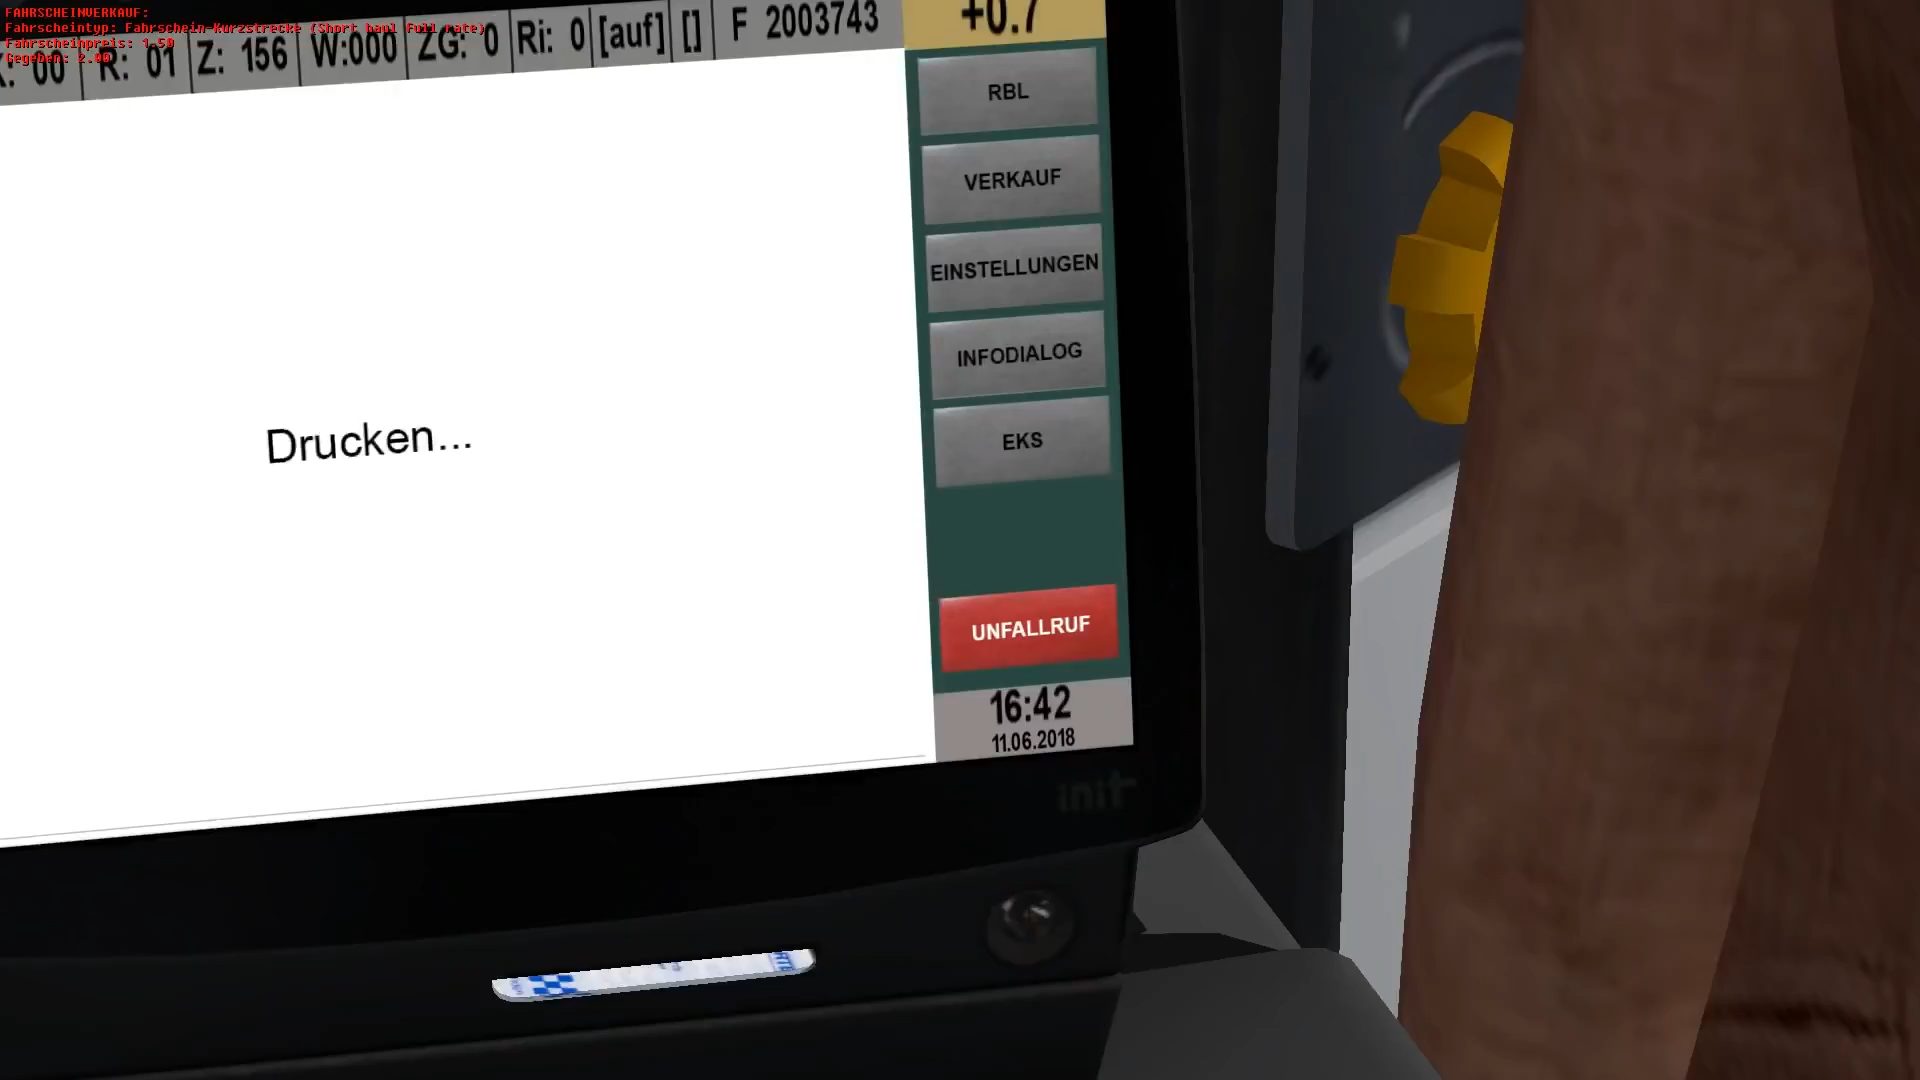 FAHRSCHEINVERKAUF:
Fahrscheintyp: Fahrschein-Kurzstrecke (Short haul Full rate)
Fahrscheinpreis: 1.50
Gegeben: 2.00
: 00 R: 01 Z: 156 W:000 ZG: 0 Ri: 0 [auf] [] F 2003743
+0.7
RBL
VERKAUF
EINSTELLUNGEN
INFODIALOG
EKS
Drucken...
UNFALLRUF
16:42
11.06.2018
init